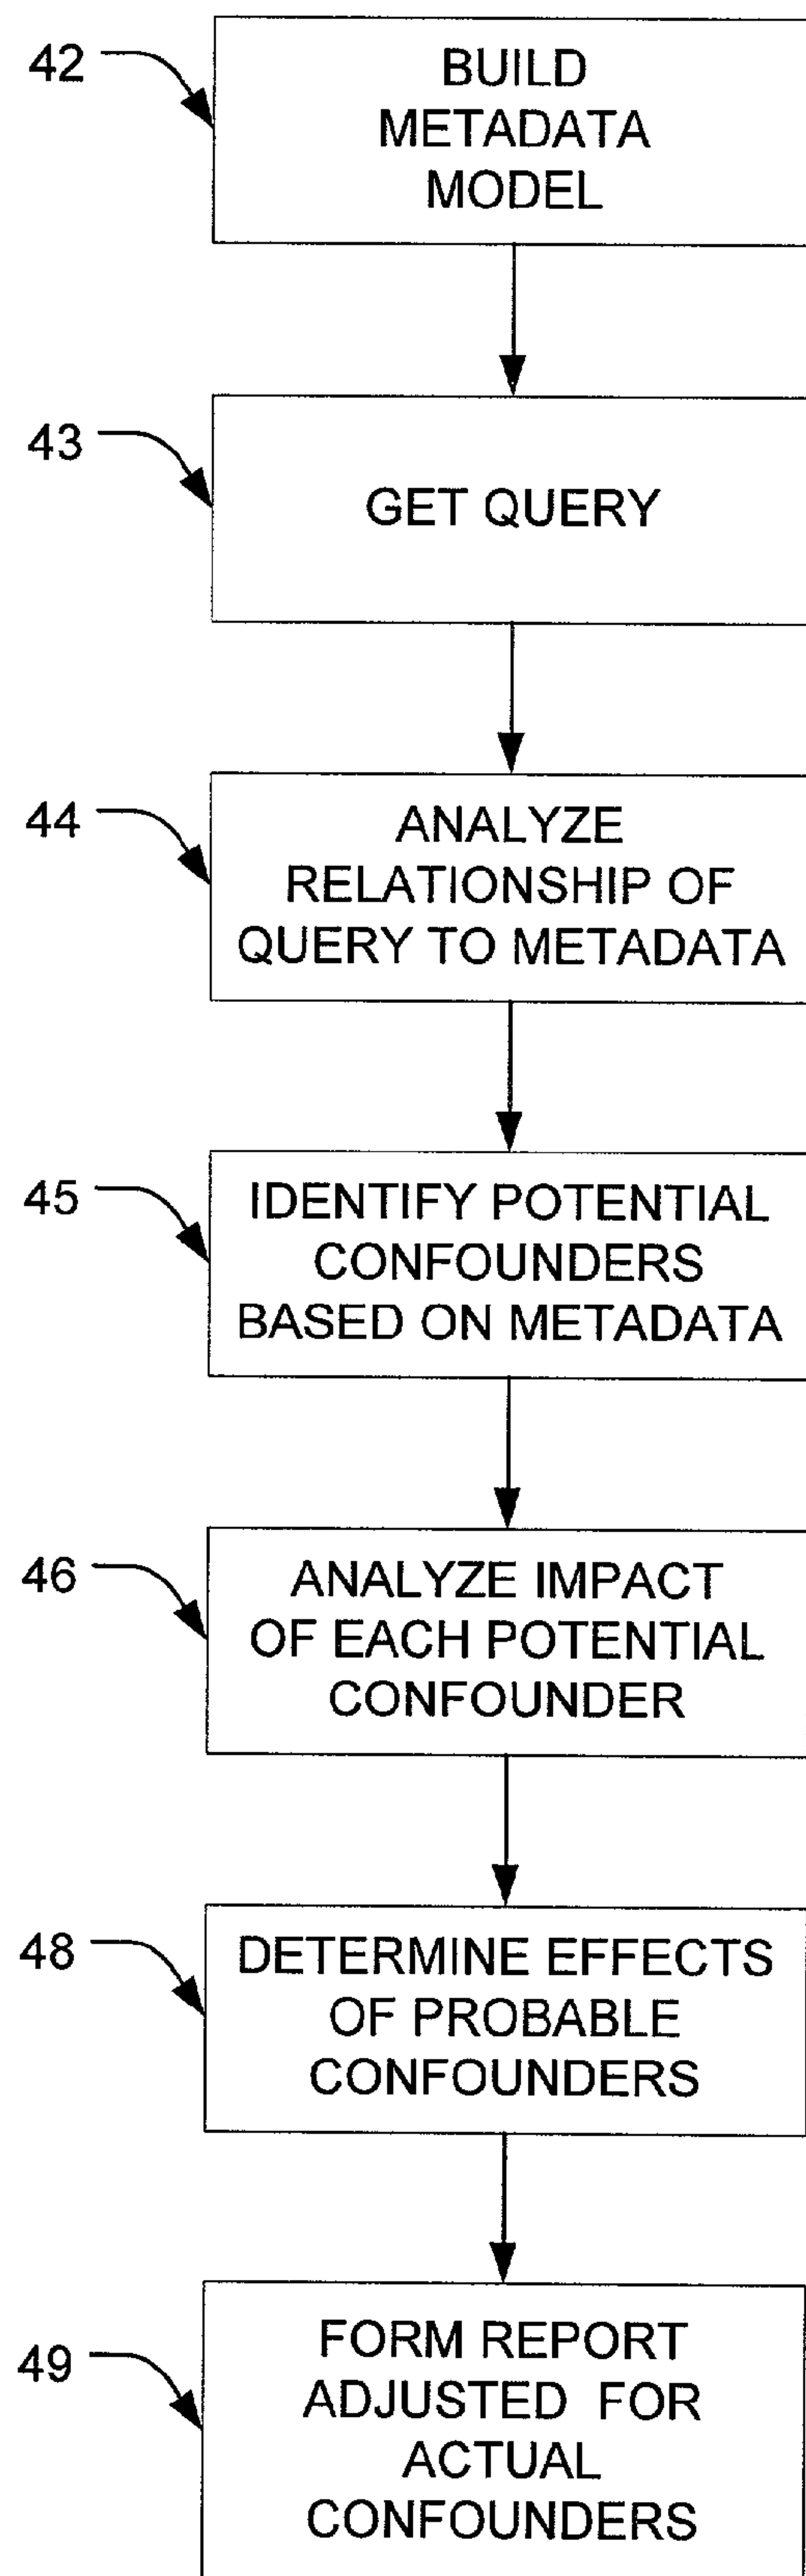 42
BUILD
METADATA
MODEL
43
GET QUERY
44
ANALYZE
RELATIONSHIP OF
QUERY TO METADATA
45
IDENTIFY POTENTIAL
CONFOUNDERS
BASED ON METADATA
46
ANALYZE IMPACT
OF EACH POTENTIAL
CONFOUNDER
48
DETERMINE EFFECTS
OF PROBABLE
CONFOUNDERS
49
FORM REPORT
ADJUSTED FOR
ACTUAL
CONFOUNDERS